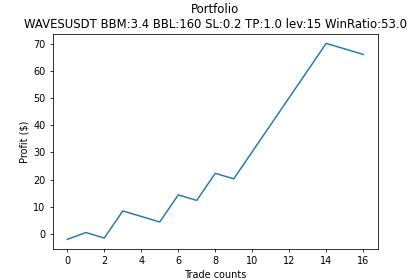 Portfolio
WAVESUSDT BBM:3.4 BBL:160 SL:0.2 TP:1.0 lev:15 WinRatio:53.0
70
60
50
40
30
20
10
0
Profit ($)
0 2 4 6 8 10 12 14 16
Trade counts